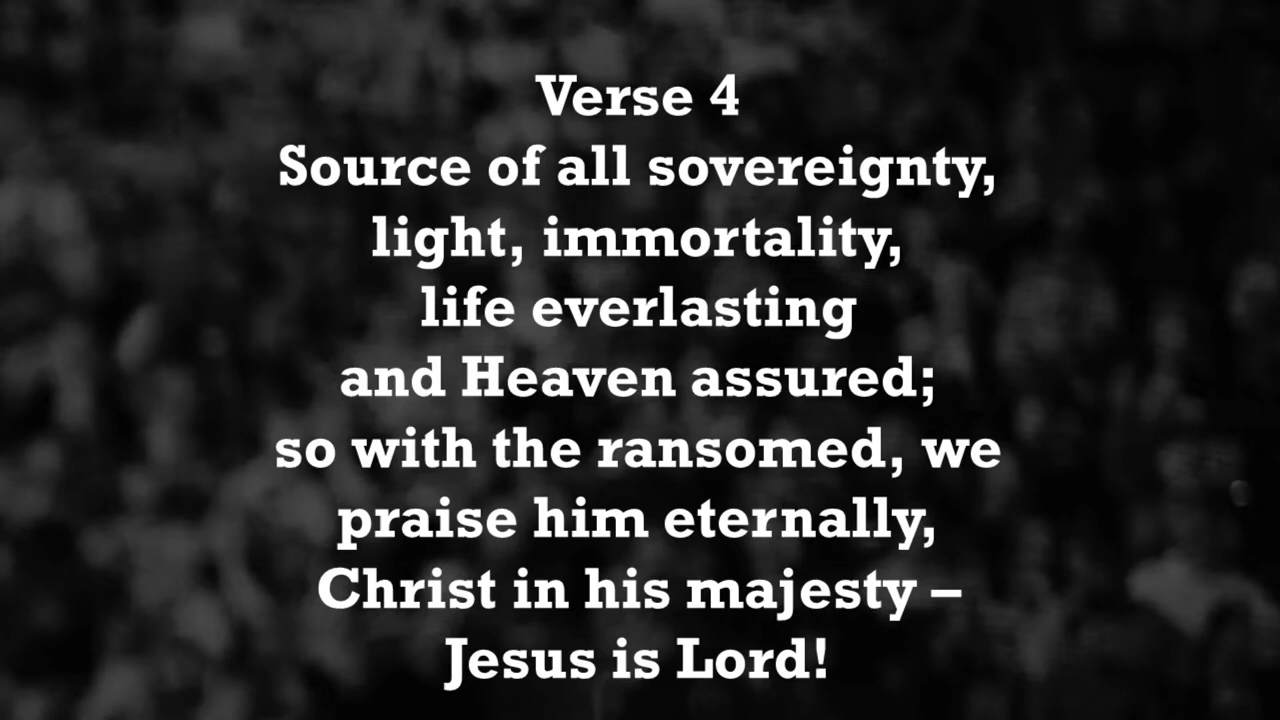 Verse 4
Source of all sovereignty,
light, immortality,
life everlasting
and Heaven assured;
so with the ransomed, we
praise him eternally,
Christ in his majesty –
Jesus is Lord!